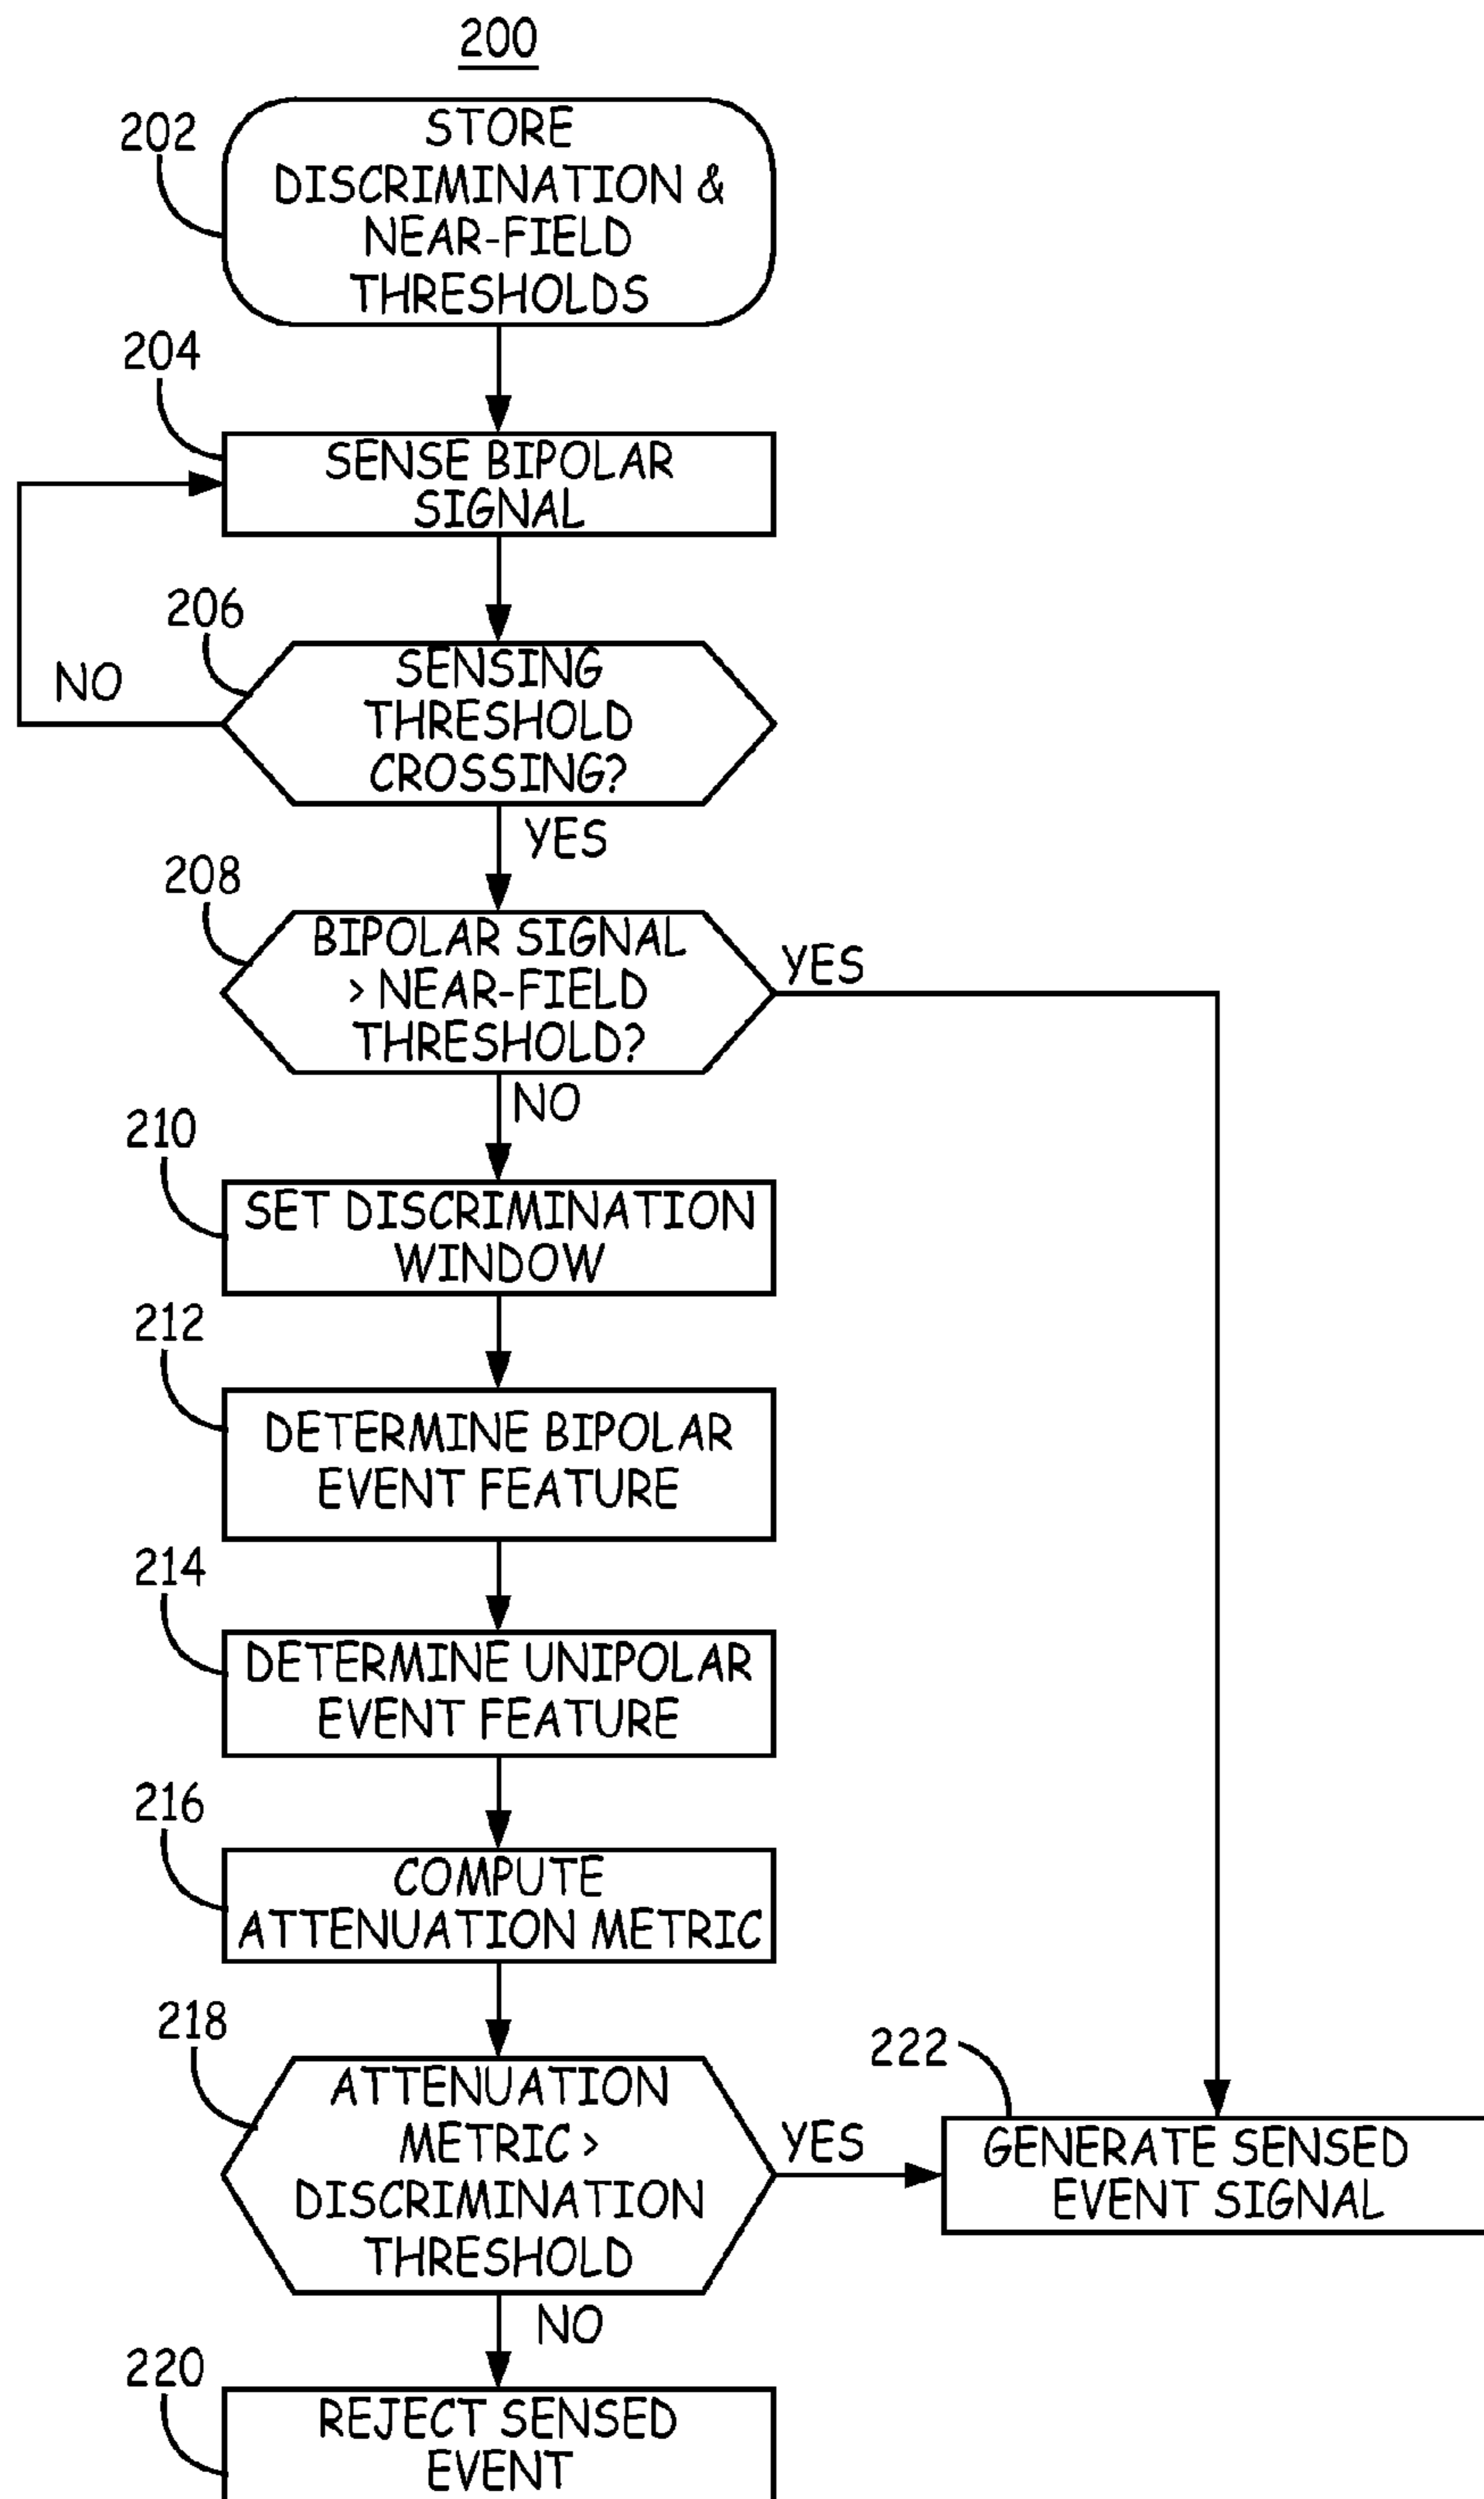 200
202
STORE
DISCRIMINATION &
NEAR-FIELD
THRESHOLDS
204
SENSE BIPOLAR
SIGNAL
206
NO
SENSING
THRESHOLD
CROSSING?
YES
208
BIPOLAR SIGNAL
> NEAR-FIELD
THRESHOLD?
YES
NO
210
SET DISCRIMINATION
WINDOW
212
DETERMINE BIPOLAR
EVENT FEATURE
214
DETERMINE UNIPOLAR
EVENT FEATURE
216
COMPUTE
ATTENUATION METRIC
218
ATTENUATION
METRIC >
DISCRIMINATION
THRESHOLD
YES
222
GENERATE SENSED
EVENT SIGNAL
NO
220
REJECT SENSED
EVENT